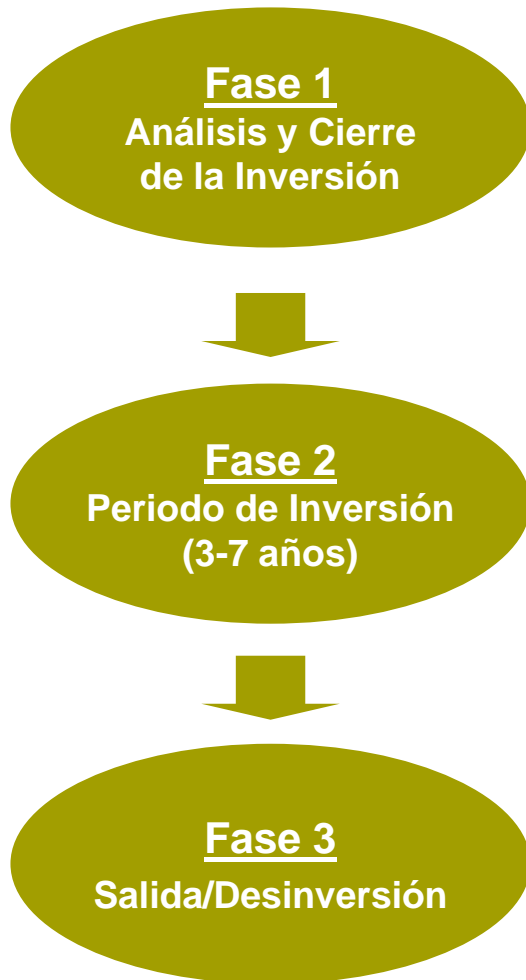 Fase 1
Análisis y Cierre
de la Inversión
Fase 2
Periodo de Inversión
(3-7 años)
Fase 3
Salida/Desinversión